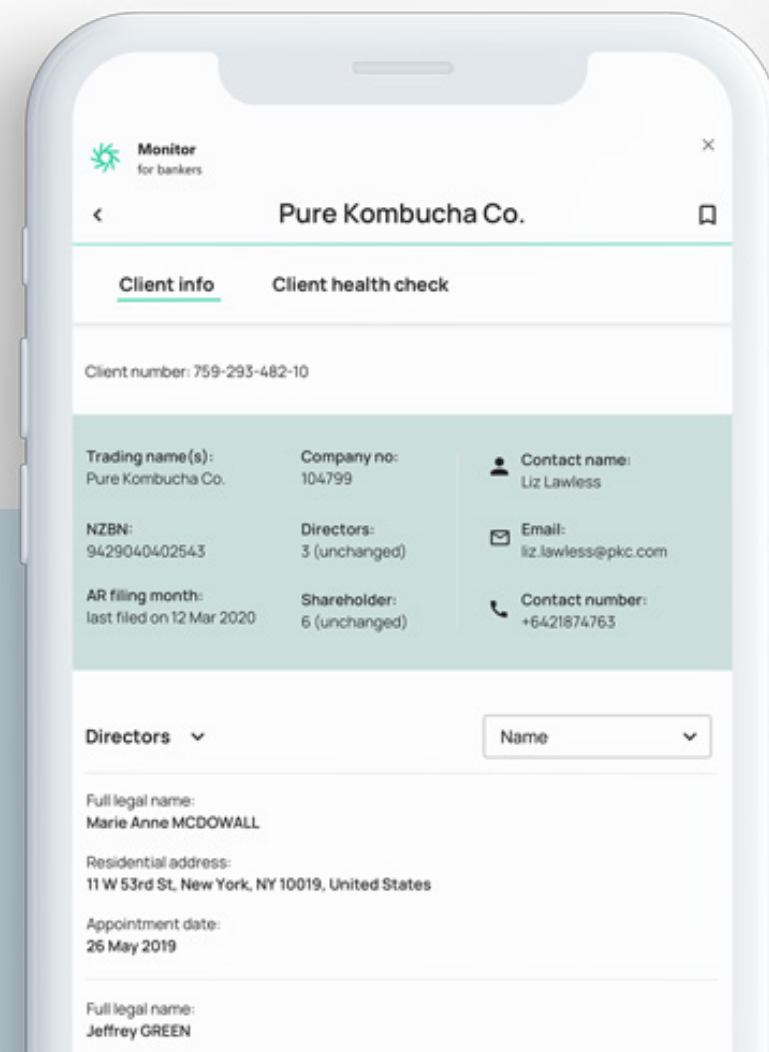 Monitor
for bankers
Pure Kombucha Co.
Client info
Client health check
Client number: 759-293-482-10
Trading name(s):
Pure Kombucha Co.
Company no:
104799
Contact name:
Liz Lawless
NZBN:
9429040402543
Directors:
3 (unchanged)
Email:
liz.lawless@pkc.com
AR filing month:
last filed on 12 Mar 2020
Shareholder:
6 (unchanged)
Contact number:
+6421874763
Directors
Name
Full legal name:
Marie Anne MCDOWALL
Residential address:
11 W 53rd St, New York, NY 10019, United States
Appointment date:
26 May 2019
Full legal name:
Jeffrey GREEN